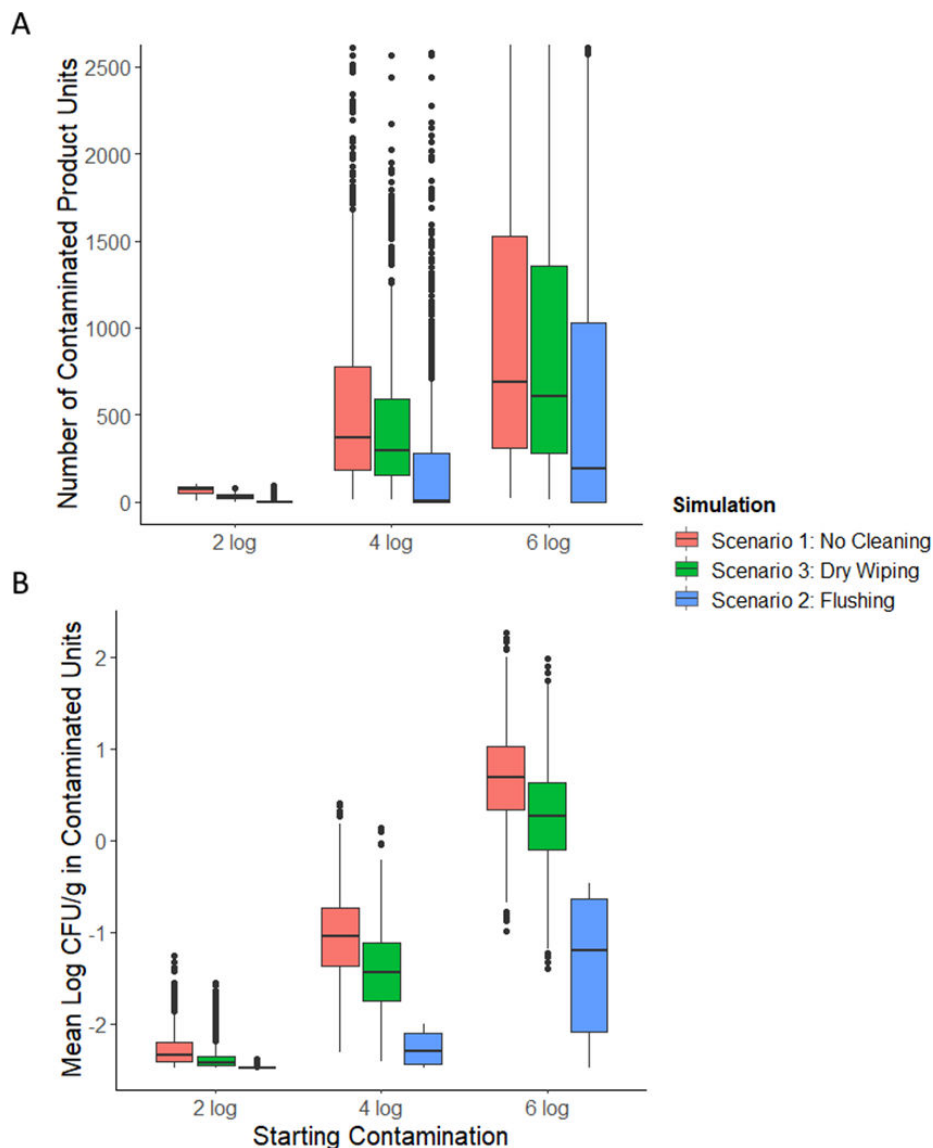 A
Number of Contaminated Product Units
2500
2000
1500
1000
500
0
2 log 4 log 6 log
Simulation
Scenario 1: No Cleaning
Scenario 3: Dry Wiping
Scenario 2: Flushing
B
Mean Log CFU/g in Contaminated Units
2
1
0
-1
-2
2 log 4 log 6 log
Starting Contamination